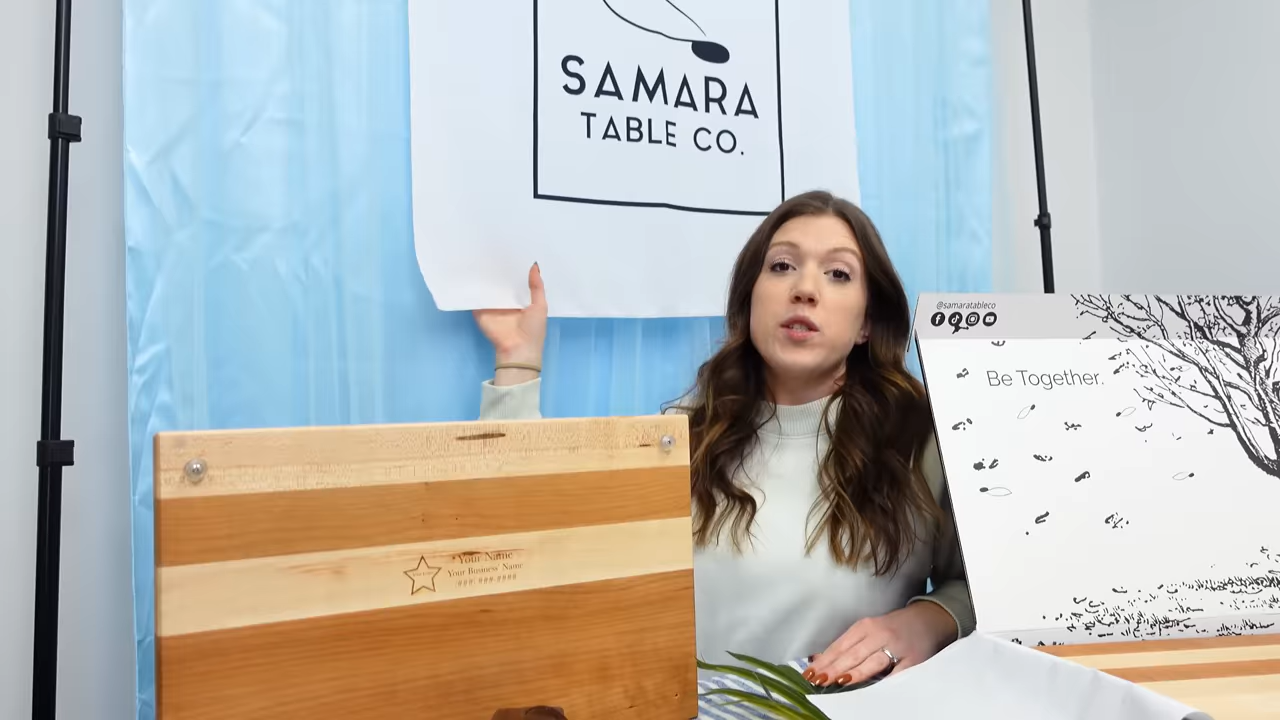 SAMARA
TABLE CO.
@samaratableco
Be Together.
Your Name
Your Business Name
###-###-####